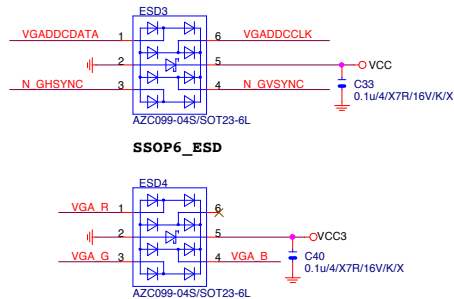 ESD3
VGADDCDATA 1 6 VGADDCCLK
2 5 VCC
N_GHSYNC 3 4 N_GVSYNC
C33
0.1u/4/X7R/16V/K/X
AZC099-04S/SOT23-6L
SSOP6_ESD
ESD4
VGA_R 1 6
2 5 VCC3
VGA_G 3 4 VGA_B
C40
0.1u/4/X7R/16V/K/X
AZC099-04S/SOT23-6L